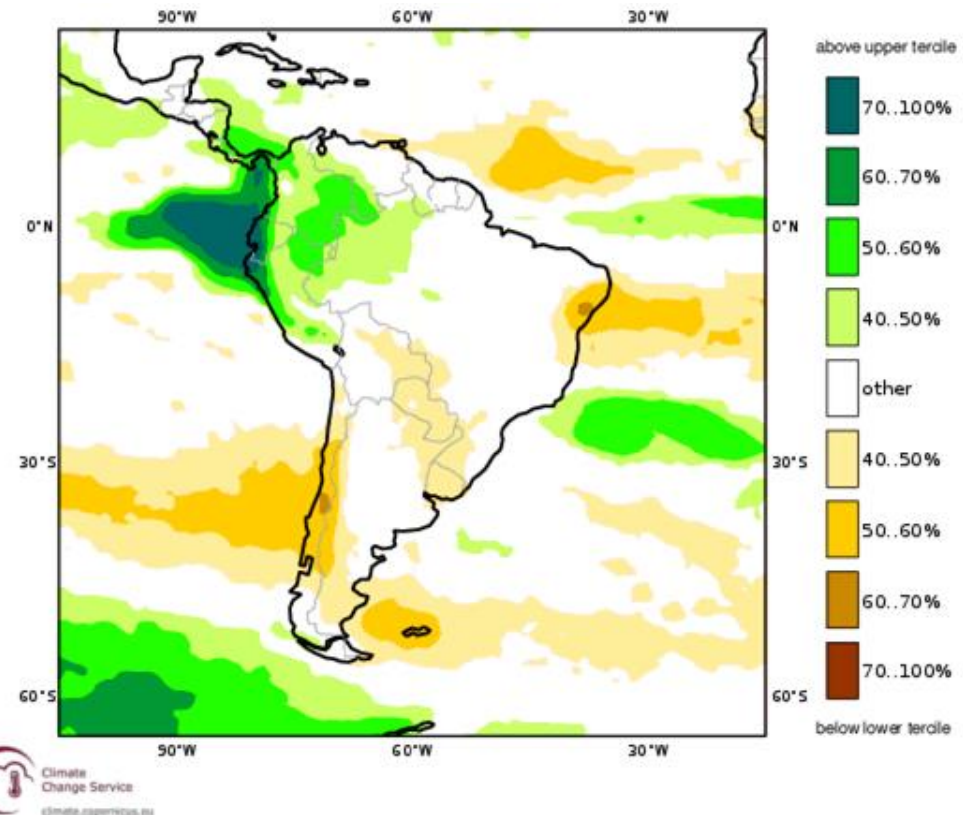 90°W 60°W 30°W
above upper tercile
70..100%
60..70%
0°N 0°N
50..60%
40..50%
other
40..50%
30°S 30°S
50..60%
60..70%
70..100%
60°S 60°S
below lower tercile
90°W 60°W 30°W
Climate
Change Service
climate.copernicus.eu